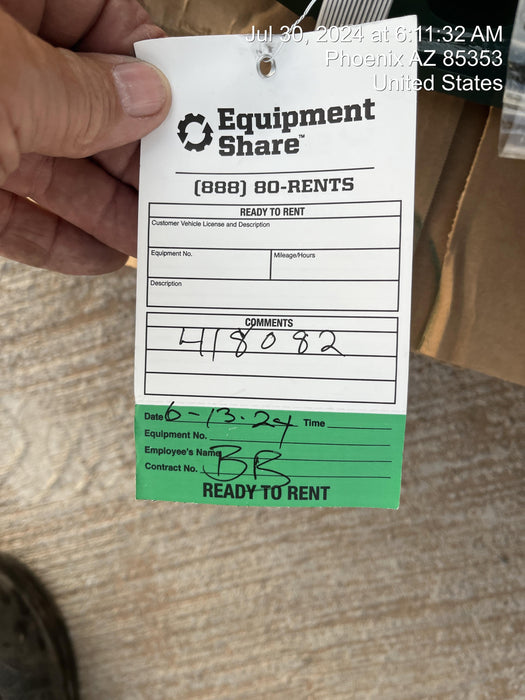 Jul 30, 2024 at 6:11:32 AM
Phoenix AZ 85353
United States
Equipment
Share™
(888) 80-RENTS
READY TO RENT
Customer Vehicle License and Description
Equipment No.
Mileage/Hours
Description
COMMENTS
418082
Date 6-13-24 Time
Equipment No.
Employee's Name BB
Contract No.
READY TO RENT